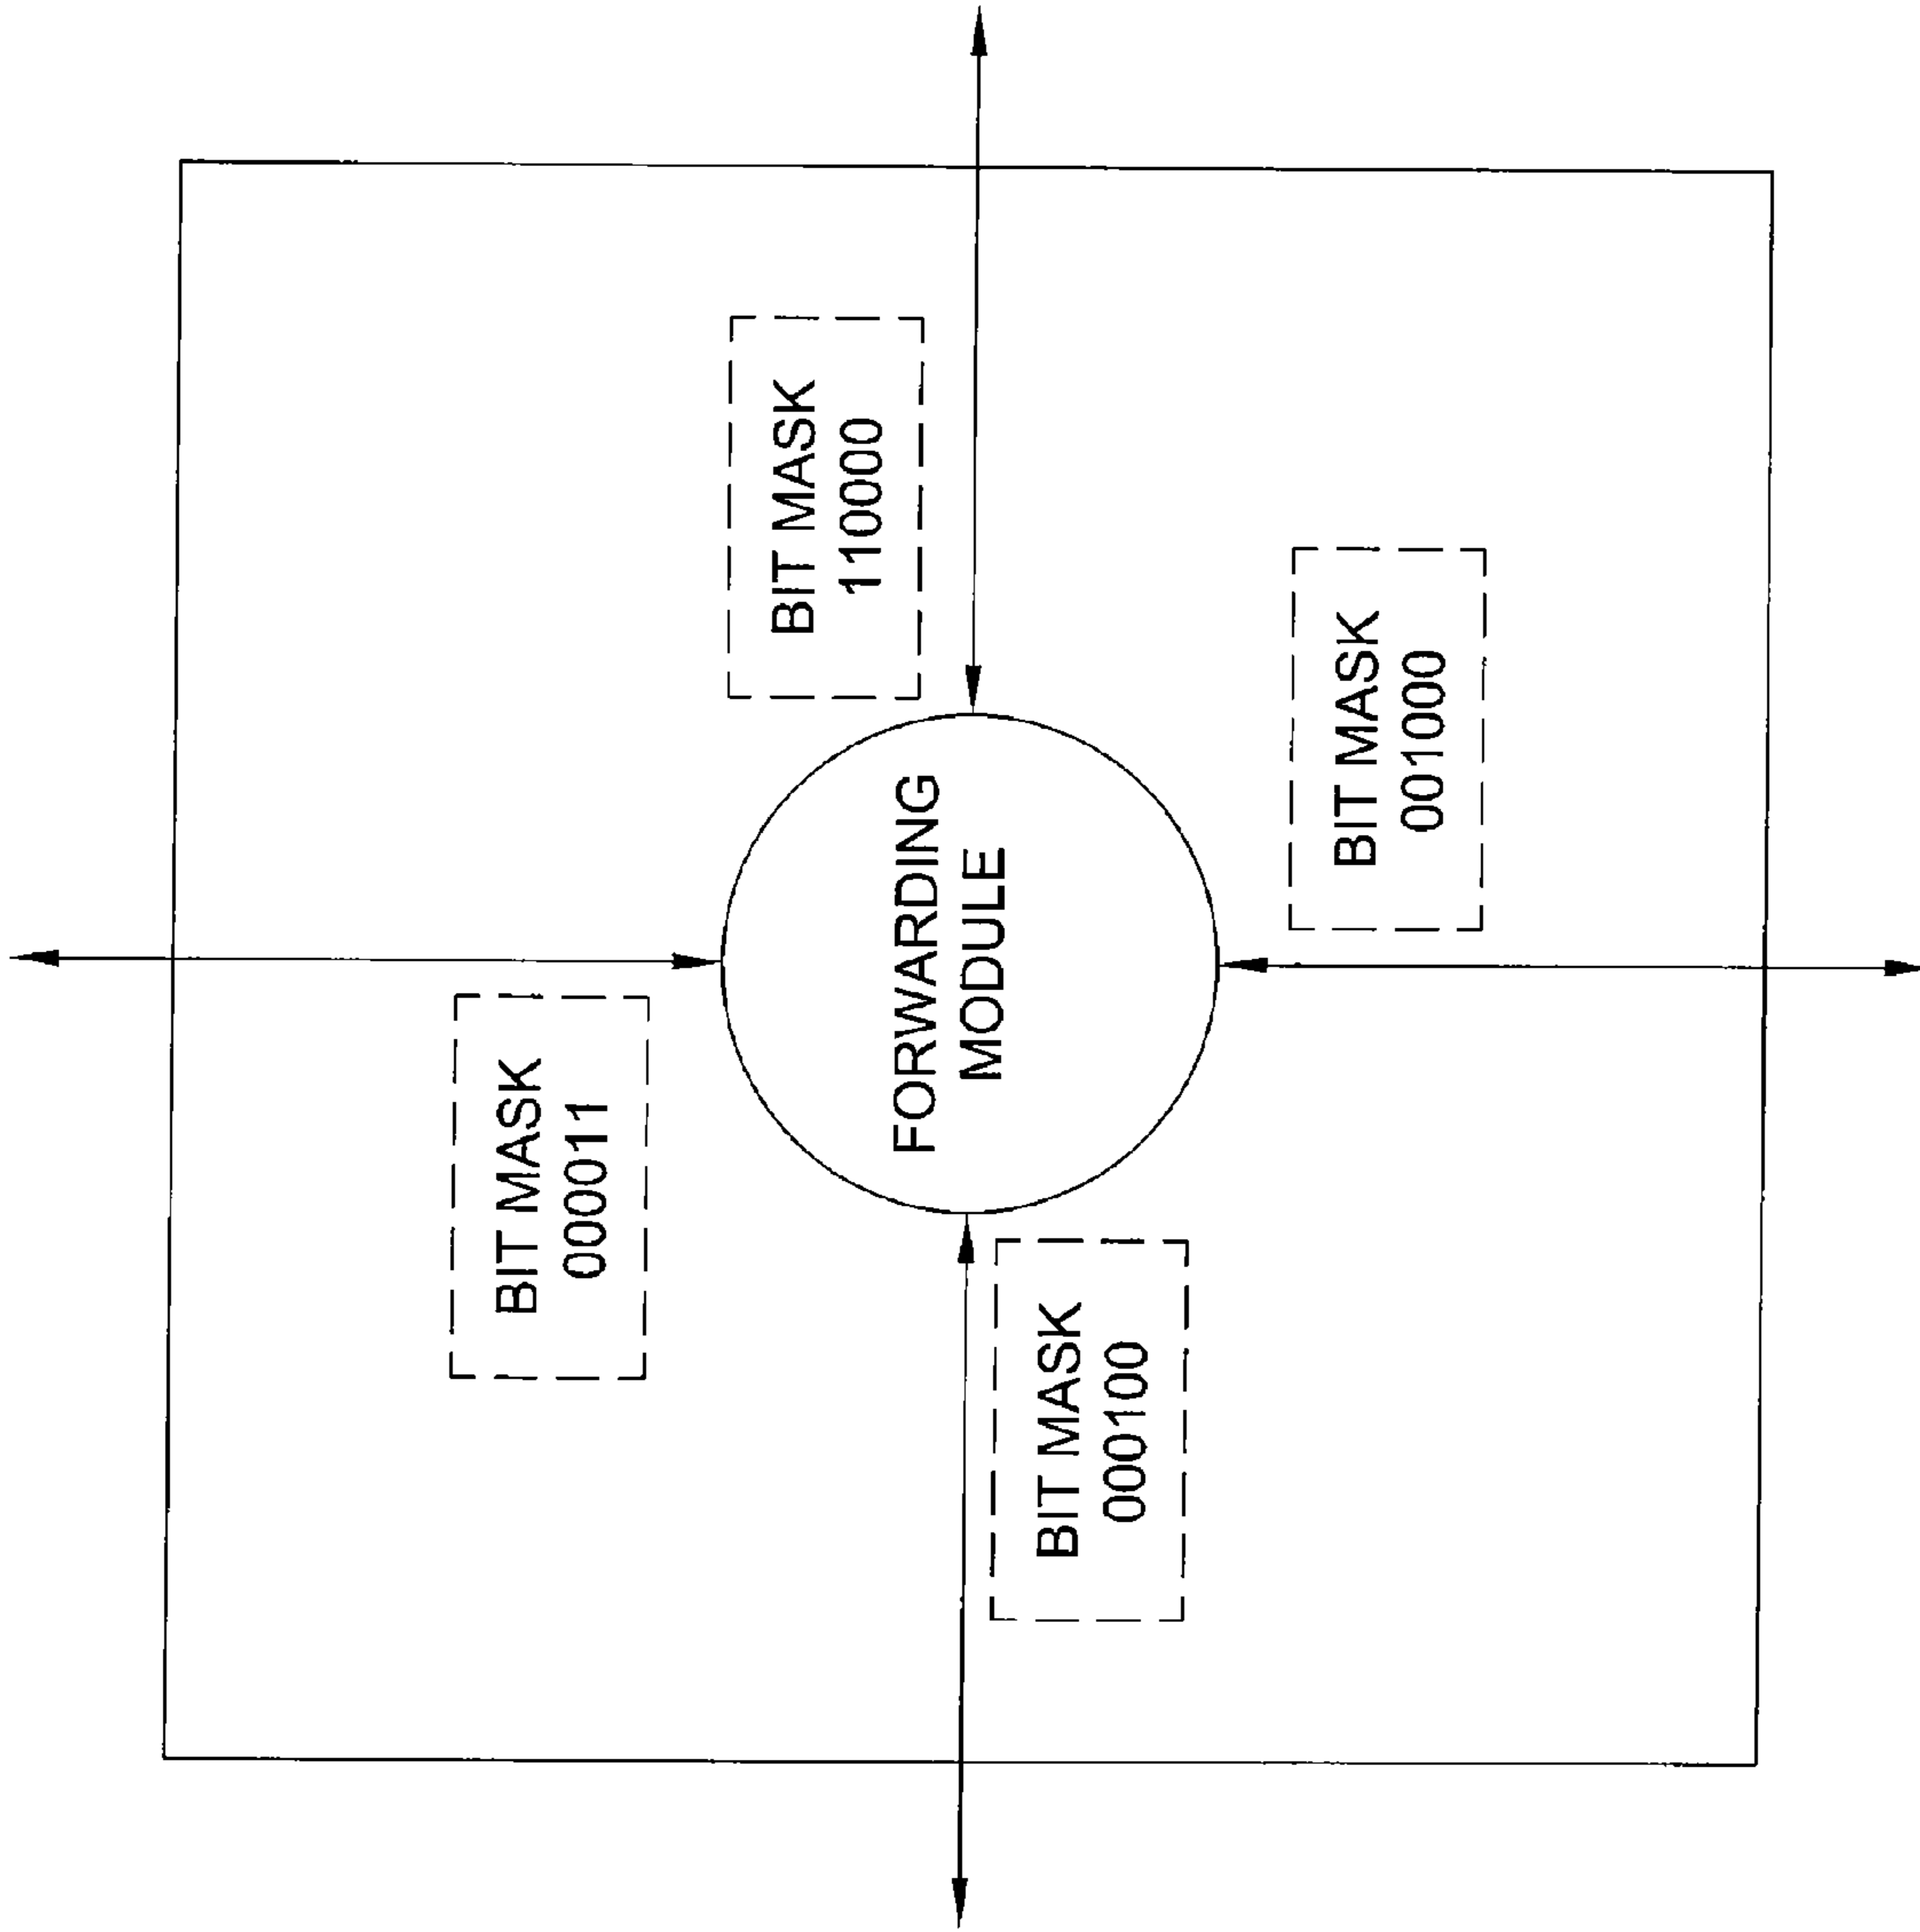 BIT MASK
000011
BIT MASK
110000
FORWARDING
MODULE
BIT MASK
000100
BIT MASK
001000